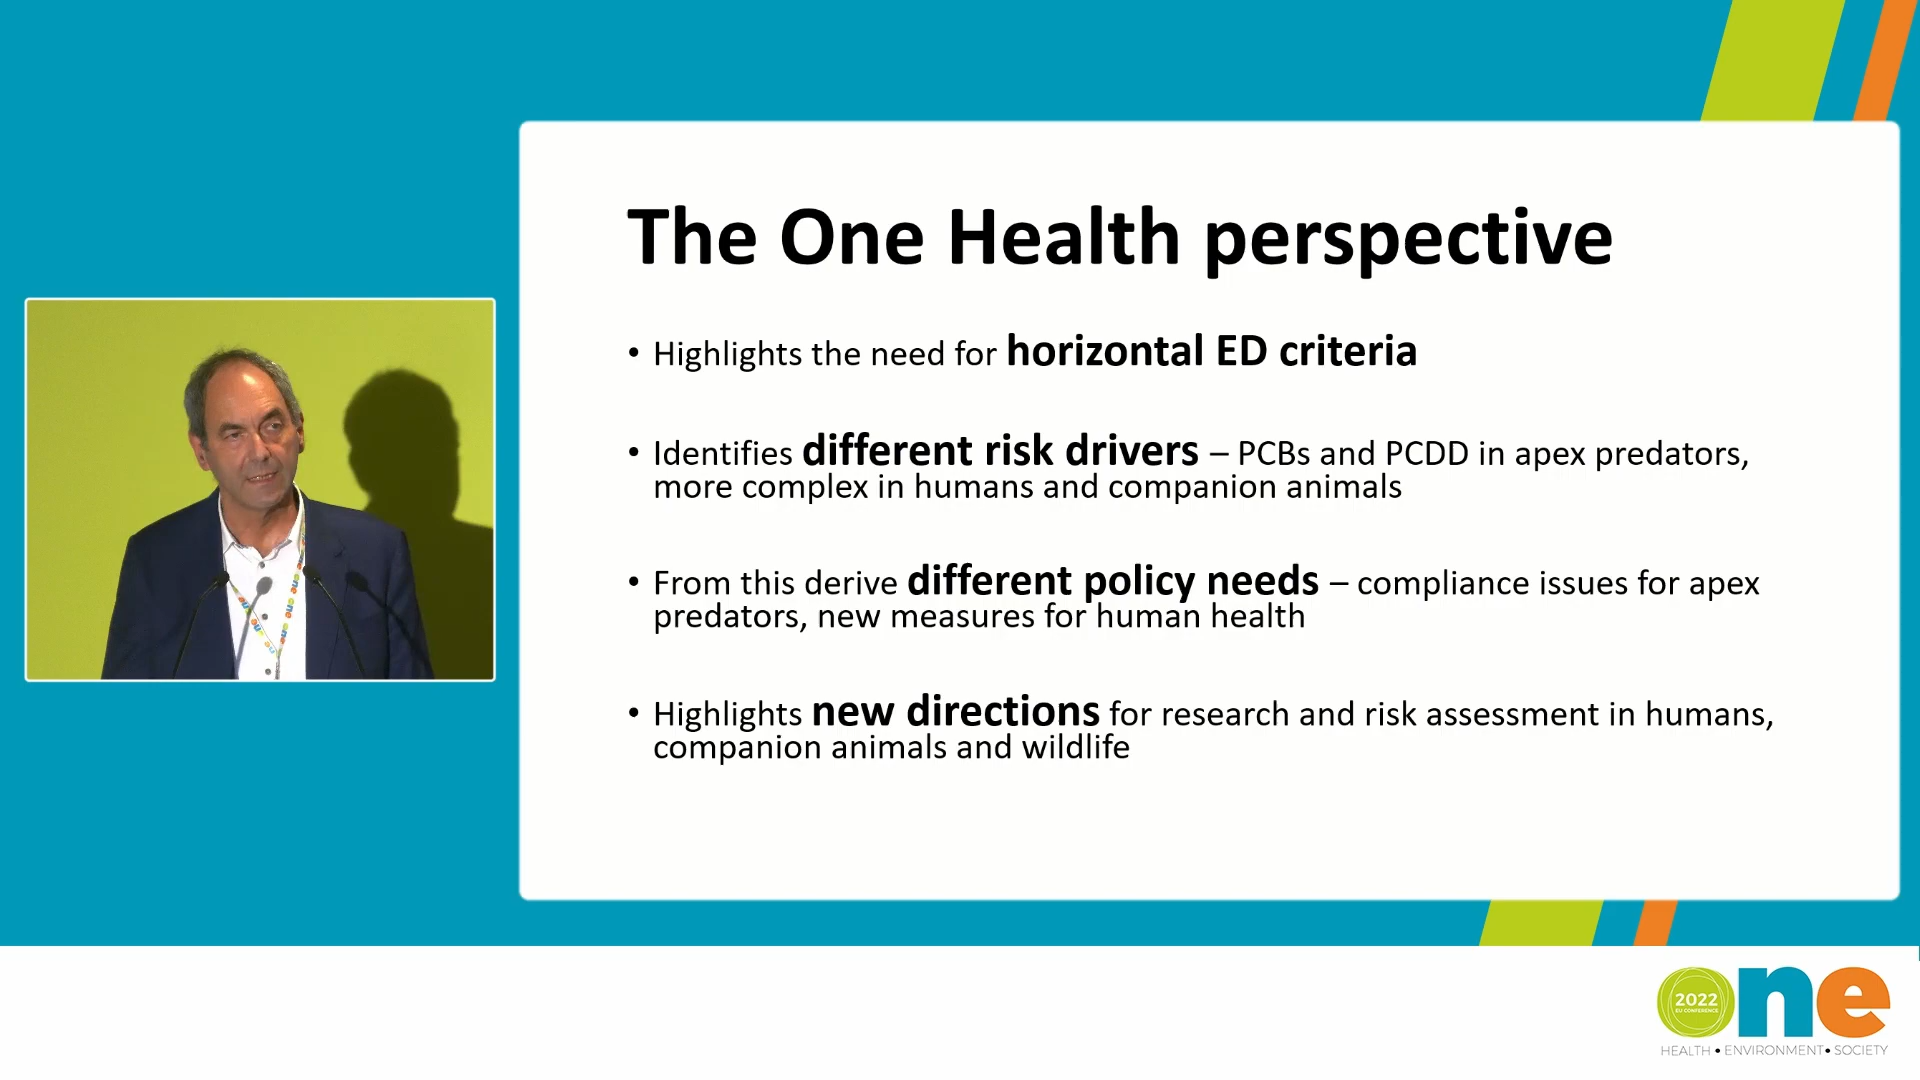 The One Health perspective
• Highlights the need for horizontal ED criteria
• Identifies different risk drivers – PCBs and PCDD in apex predators,
more complex in humans and companion animals
• From this derive different policy needs – compliance issues for apex
predators, new measures for human health
• Highlights new directions for research and risk assessment in humans,
companion animals and wildlife
2022
EU CONFERENCE
one
HEALTH • ENVIRONMENT • SOCIETY